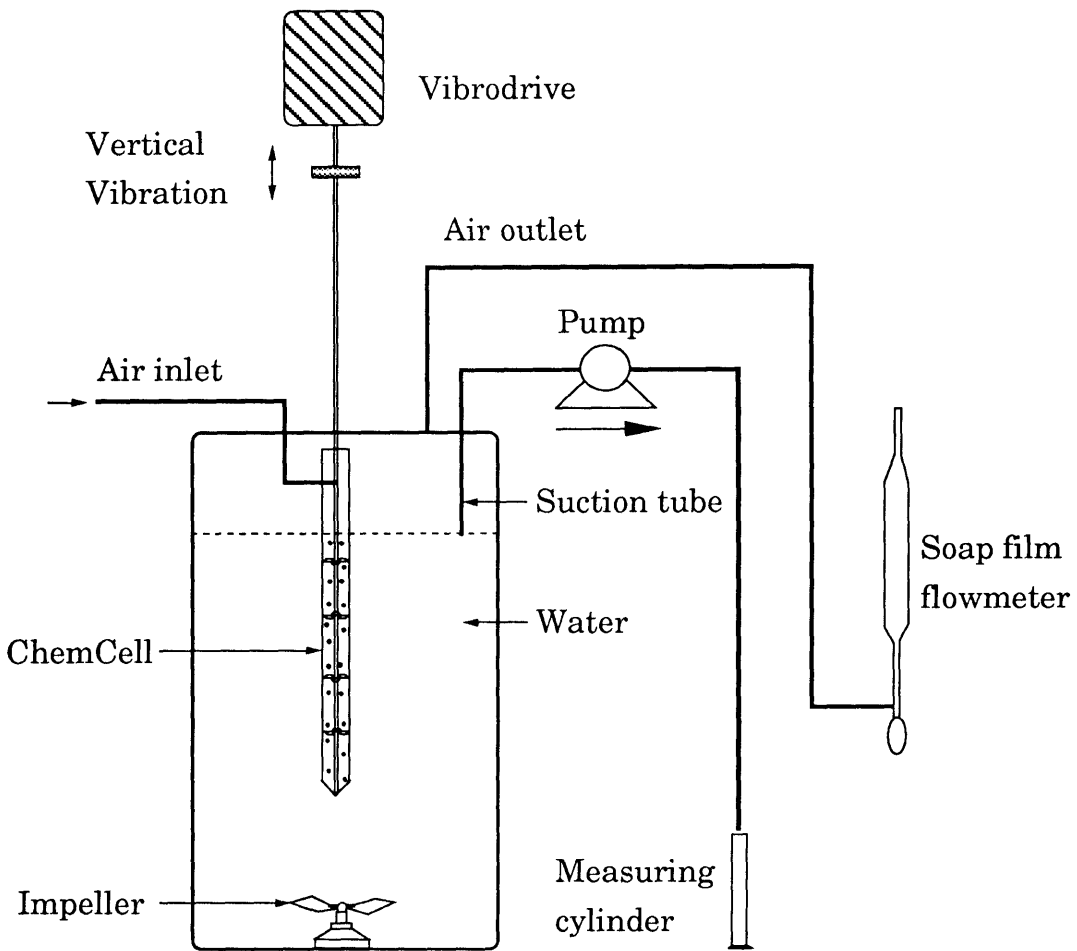 Vibrodrive
Vertical
Vibration
Air outlet
Pump
Air inlet
Suction tube
Soap film
flowmeter
Water
ChemCell
Measuring
cylinder
Impeller